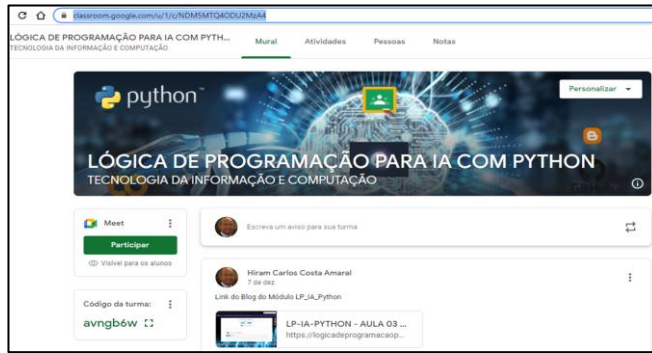 classroom.google.com/u/1/c/NDM5MTQ4ODU2MzA4
LÓGICA DE PROGRAMAÇÃO PARA IA COM PYTH...
TECNOLOGIA DA INFORMAÇÃO E COMPUTAÇÃO
Mural Atividades Pessoas Notas
python
Personalizar
LÓGICA DE PROGRAMAÇÃO PARA IA COM PYTHON
TECNOLOGIA DA INFORMAÇÃO E COMPUTAÇÃO
Meet
Participar
Visível para os alunos
Código da turma:
avngb6w
Escreva um aviso para sua turma
Hiram Carlos Costa Amaral
7 de dez.
Link do Blog do Módulo LP_IA_Python
LP-IA-PYTHON - AULA 03 ...
https://logicadeprogramacaop...